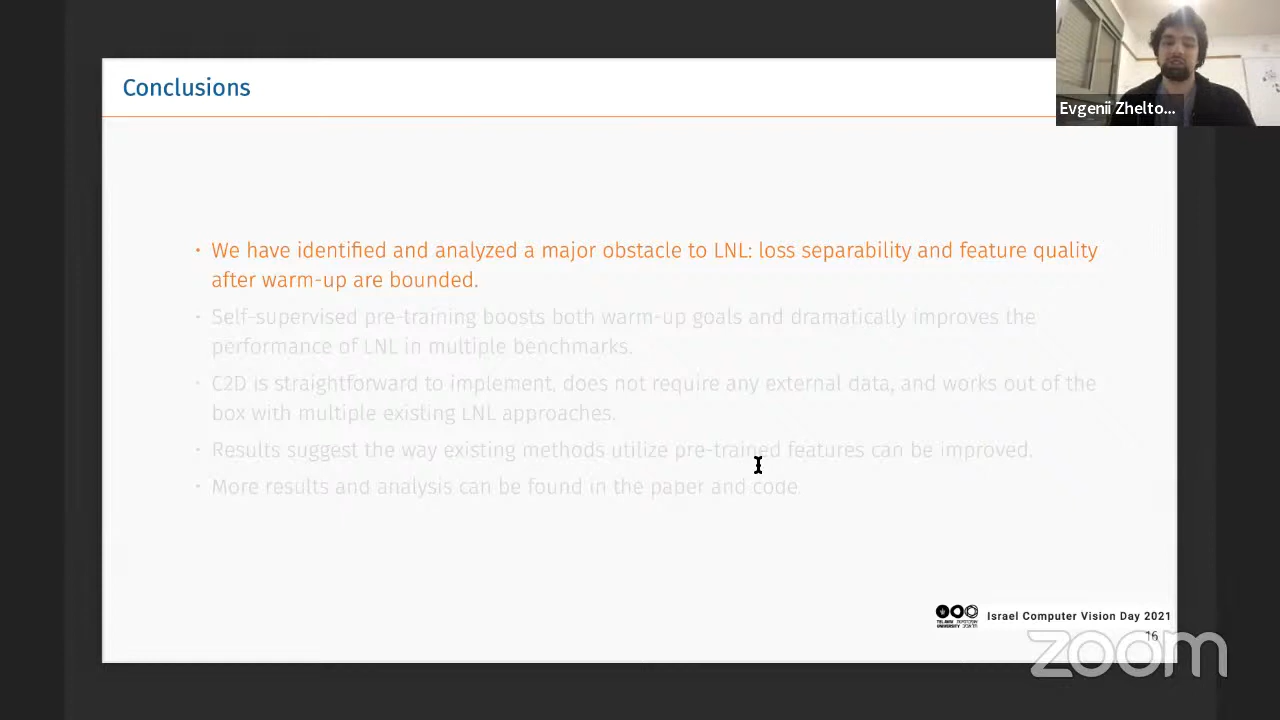 Conclusions
Evgenii Zhelto...
• We have identified and analyzed a major obstacle to LNL: loss separability and feature quality
after warm-up are bounded.
• Self-supervised pre-training boosts both warm-up goals and dramatically improves the
performance of LNL in multiple benchmarks.
• C2D is straightforward to implement, does not require any external data, and works out of the
box with multiple existing LNL approaches.
• Results suggest the way existing methods utilize pre-trained features can be improved.
• More results and analysis can be found in the paper and code.
Israel Computer Vision Day 2021
16
zoom